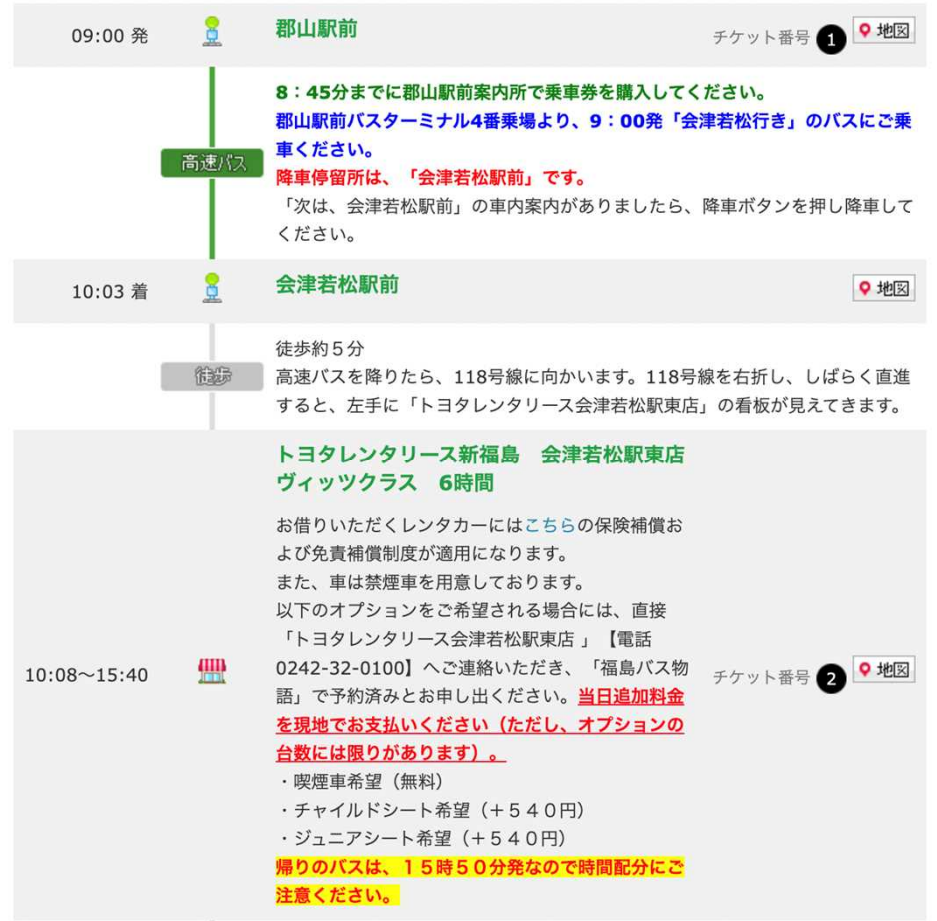 09:00 発
郡山駅前
チケット番号 1
地図
8：45分までに郡山駅前案内所で乗車券を購入してください。
郡山駅前バスターミナル4番乗場より、9：00発「会津若松行き」のバスにご乗
車ください。
高速バス
降車停留所は、「会津若松駅前」です。
「次は、会津若松駅前」の車内案内がありましたら、降車ボタンを押し降車して
ください。
10:03 着
会津若松駅前
地図
徒歩約５分
徒歩
高速バスを降りたら、118号線に向かいます。118号線を右折し、しばらく直進
すると、左手に「トヨタレンタリース会津若松駅東店」の看板が見えてきます。
トヨタレンタリース新福島　会津若松駅東店
ヴィッツクラス　6時間
お借りいただくレンタカーにはこちらの保険補償お
よび免責補償制度が適用になります。
また、車は禁煙車を用意しております。
以下のオプションをご希望される場合には、直接
「トヨタレンタリース会津若松駅東店 」【電話
0242-32-0100】へご連絡いただき、「福島バス物
語」で予約済みとお申し出ください。当日追加料金
を現地でお支払いください（ただし、オプションの
台数には限りがあります）。
・喫煙車希望（無料）
・チャイルドシート希望（＋５４０円）
・ジュニアシート希望（＋５４０円）
帰りのバスは、１５時５０分発なので時間配分にご
注意ください。
10:08～15:40
チケット番号 2
地図